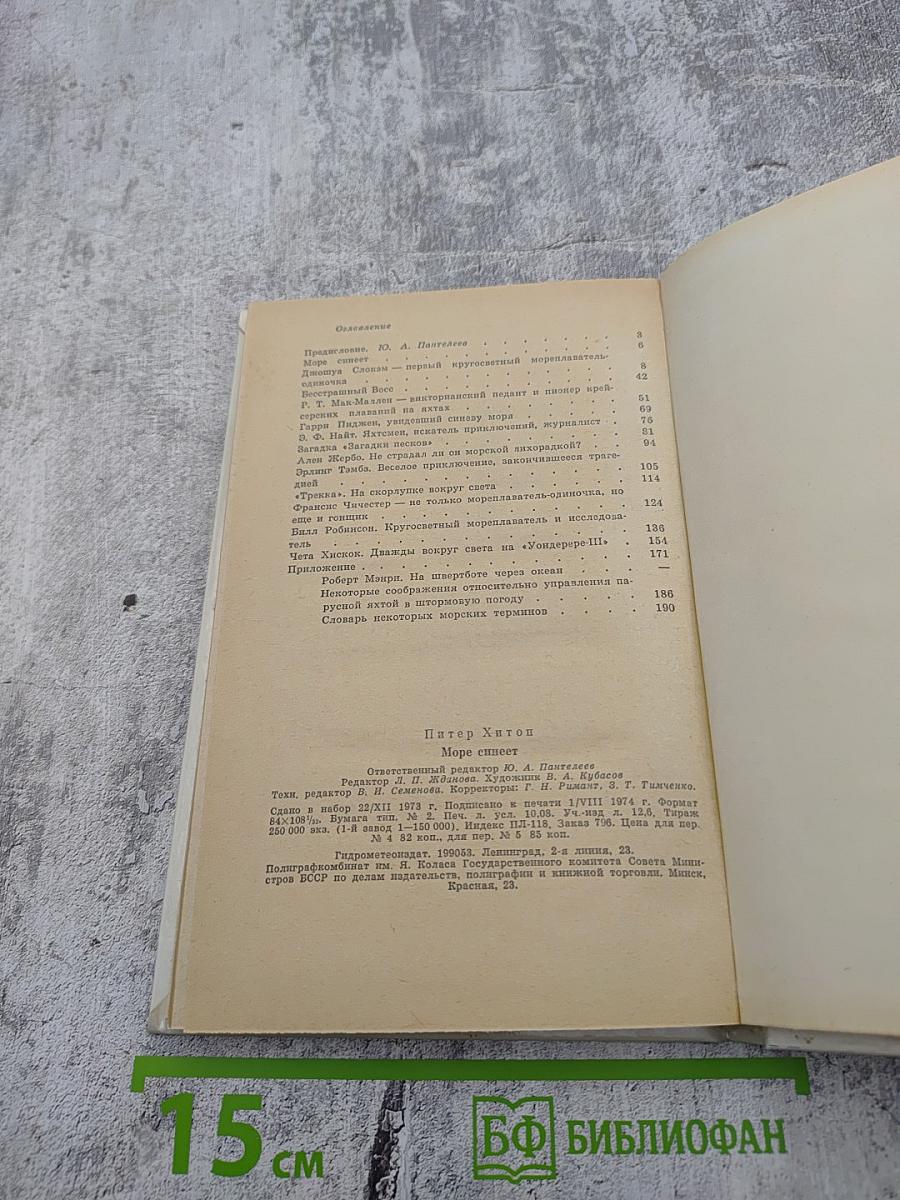 Оглавление
Предисловие. Ю. А. Пантелеев . . . . . . 3
Море синеет . . . . . . . . . . 6
Джошуа Слокэм — первый кругосветный мореплаватель-
одиночка . . . . . . . . . . 8
Бесстрашный Восс . . . . . . . . . 42
Р. Т. Мак-Маллен — викторианский педант и пионер крей-
серских плаваний на яхтах . . . . . . 51
Гарри Пиджен, увидевший синеву моря . . . . 69
Э. Ф. Найт. Яхтсмен, искатель приключений, журналист . 76
Загадка «Загадки песков» . . . . . . . 81
Ален Жербо. Не страдал ли он морской лихорадкой? . . 94
Эрлинг Тэмбз. Веселое приключение, закончившееся траге-
дией . . . . . . . . . . . 105
«Трекка». На скорлупке вокруг света . . . . . 114
Франсис Чичестер — не только мореплаватель-одиночка, но
еще и гонщик . . . . . . . . . 124
Билл Робинсон. Кругосветный мореплаватель и исследова-
тель . . . . . . . . . . . 136
Чета Хискок. Дважды вокруг света на «Уондерере-III» . 154
Приложение . . . . . . . . . . 171
Роберт Мэнри. На швертботе через океан . . . . —
Некоторые соображения относительно управления па-
русной яхтой в штормовую погоду . . . . . 186
Словарь некоторых морских терминов . . . . 190
Питер Хитон
Море синеет
Ответственный редактор Ю. А. Пантелеев
Редактор Л. П. Жданова. Художник В. А. Кубасов
Техн. редактор В. И. Семенова. Корректоры: Г. Н. Римант, З. Т. Тимченко.
Сдано в набор 22/XII 1973 г. Подписано к печати 1/VIII 1974 г. Формат
84×108¹/₃₂. Бумага тип. № 2. Печ. л. усл. 10,08. Уч.-изд л. 12,6, Тираж
250 000 экз. (1-й завод 1—150 000). Индекс ПЛ-118, Заказ 796. Цена для пер.
№ 4 82 коп., для пер. № 5 85 коп.
Гидрометеоиздат. 199053. Ленинград, 2-я линия, 23.
Полиграфкомбинат им. Я. Коласа Государственного комитета Совета Мини-
стров БССР по делам издательств, полиграфии и книжной торговли. Минск,
Красная, 23.
15 см
БФ БИБЛИОФАН